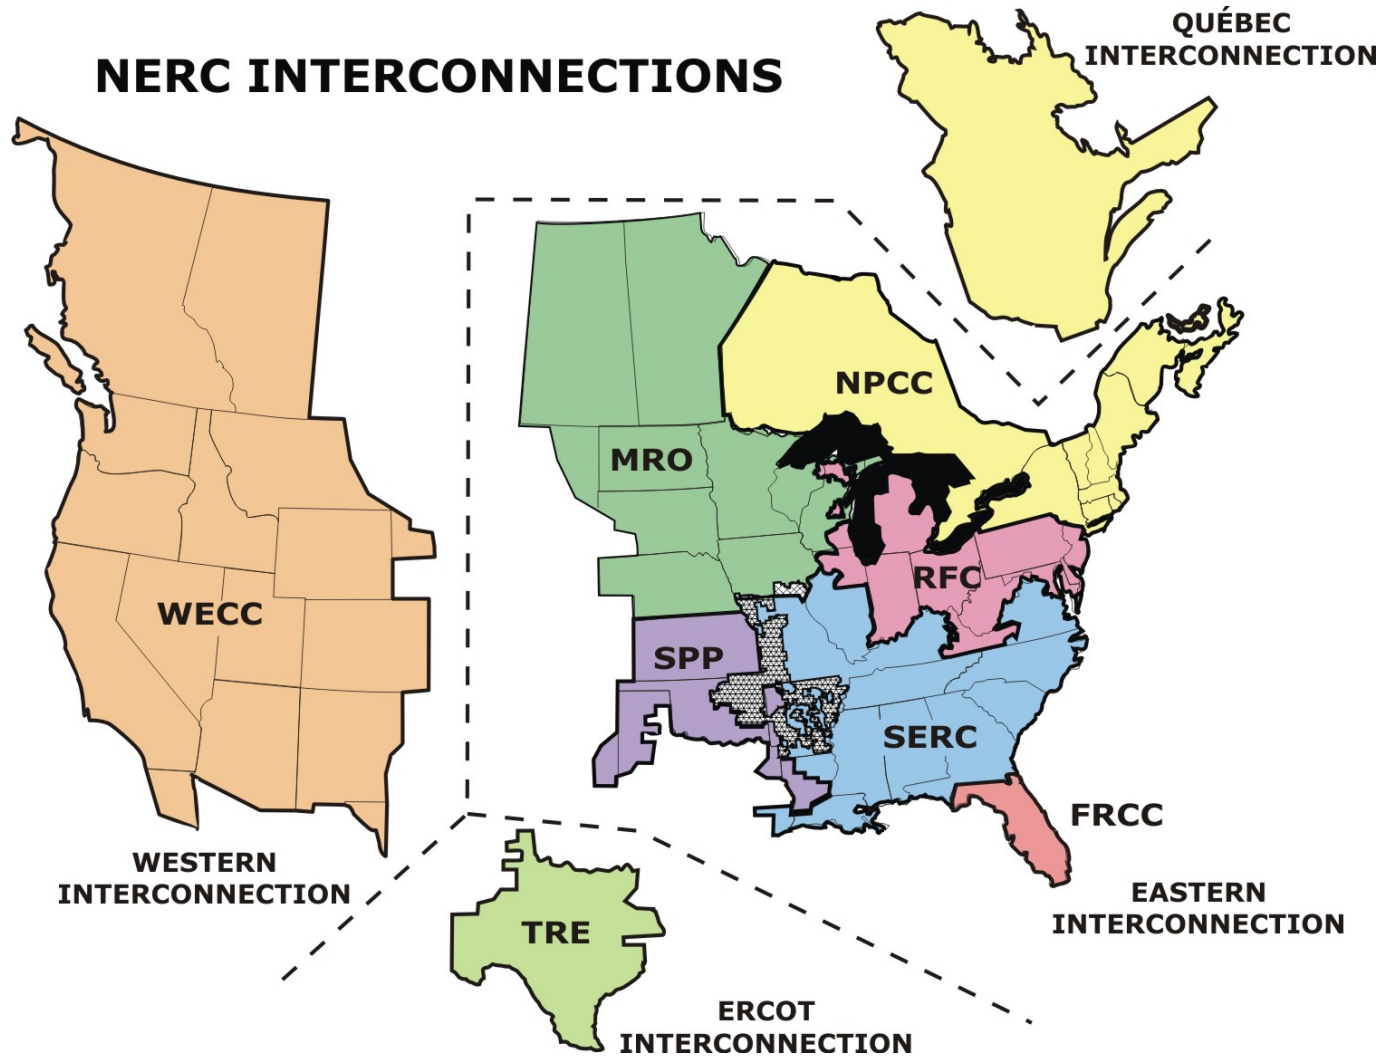 QUÉBEC
INTERCONNECTION
NERC INTERCONNECTIONS
NPCC
MRO
RFC
WECC
SPP
SERC
FRCC
WESTERN
INTERCONNECTION
EASTERN
INTERCONNECTION
TRE
ERCOT
INTERCONNECTION